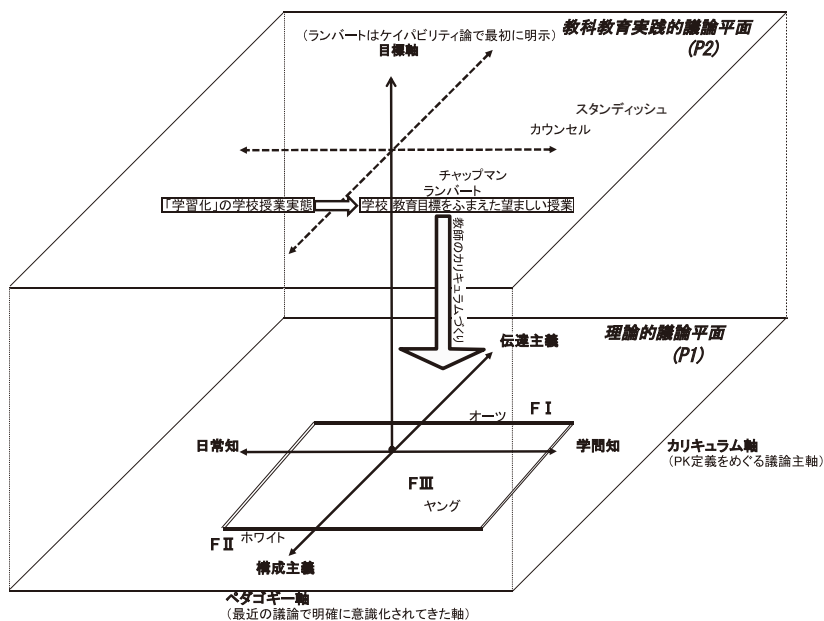 （ランバートはケイパビリティ論で最初に明示）
目標軸
教科教育実践的議論平面
(P2)
スタンディッシュ
カウンセル
チャップマン
ランバート
「学習化」の学校授業実態
学校 教育目標をふまえた望ましい授業
教師のカリキュラムづくり
理論的議論平面
(P1)
伝達主義
オーツ
FⅠ
日常知
学問知
カリキュラム軸
（PK定義をめぐる議論主軸）
FⅢ
ヤング
FⅡ
ホワイト
構成主義
ペダゴギー軸
（最近の議論で明確に意識化されてきた軸）